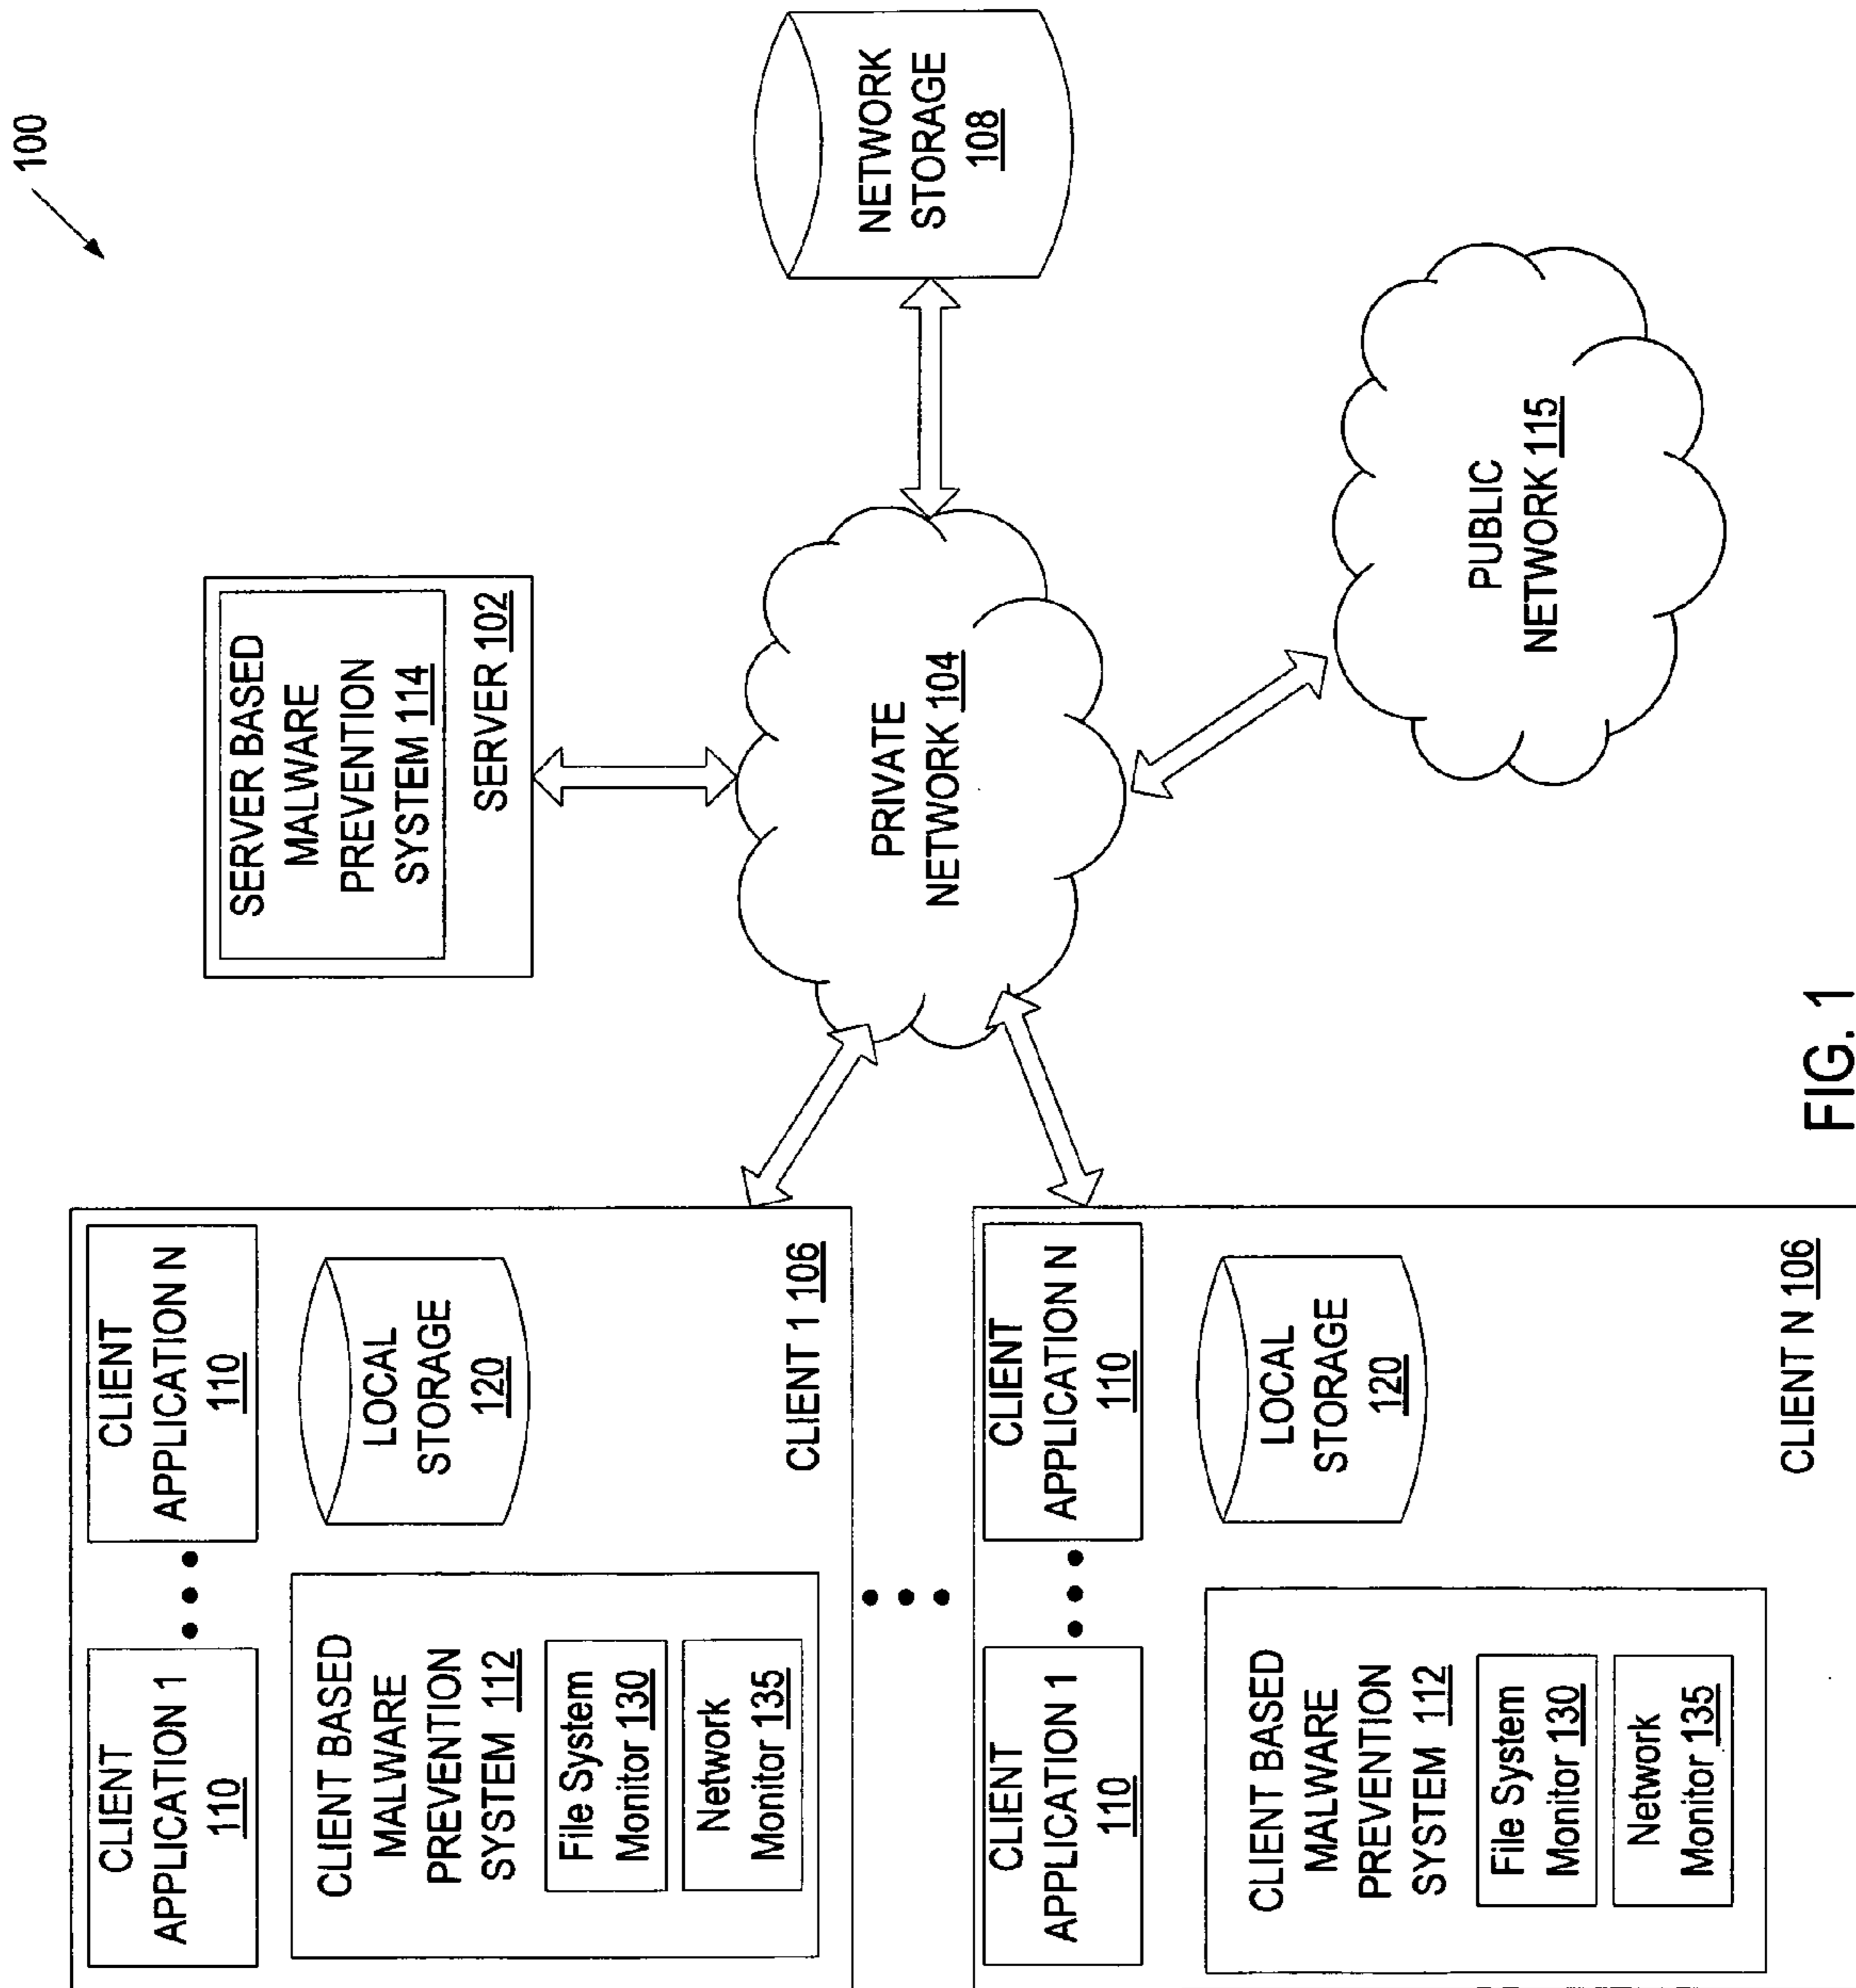 100
CLIENT
APPLICATION 1
110
• • •
CLIENT
APPLICATION N
110
CLIENT BASED
MALWARE
PREVENTION
SYSTEM 112
File System
Monitor 130
Network
Monitor 135
LOCAL
STORAGE
120
CLIENT 1 106
• • •
CLIENT
APPLICATION 1
110
• • •
CLIENT
APPLICATION N
110
CLIENT BASED
MALWARE
PREVENTION
SYSTEM 112
File System
Monitor 130
Network
Monitor 135
LOCAL
STORAGE
120
CLIENT N 106
SERVER BASED
MALWARE
PREVENTION
SYSTEM 114
SERVER 102
PRIVATE
NETWORK 104
NETWORK
STORAGE
108
PUBLIC
NETWORK 115
FIG. 1